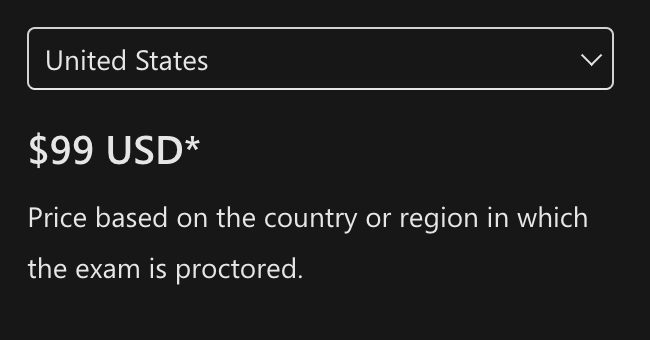 United States
$99 USD*
Price based on the country or region in which
the exam is proctored.